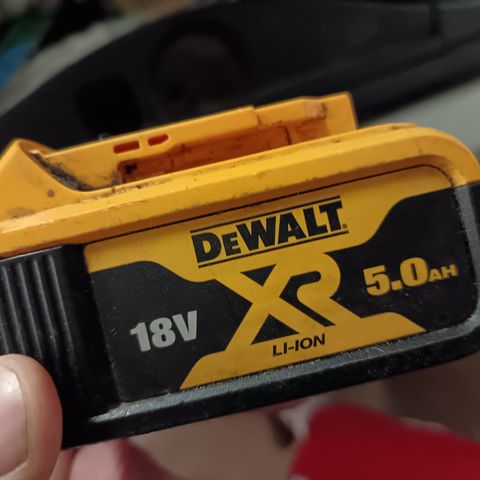 DEWALT
18V
XR
5.0AH
LI-ION